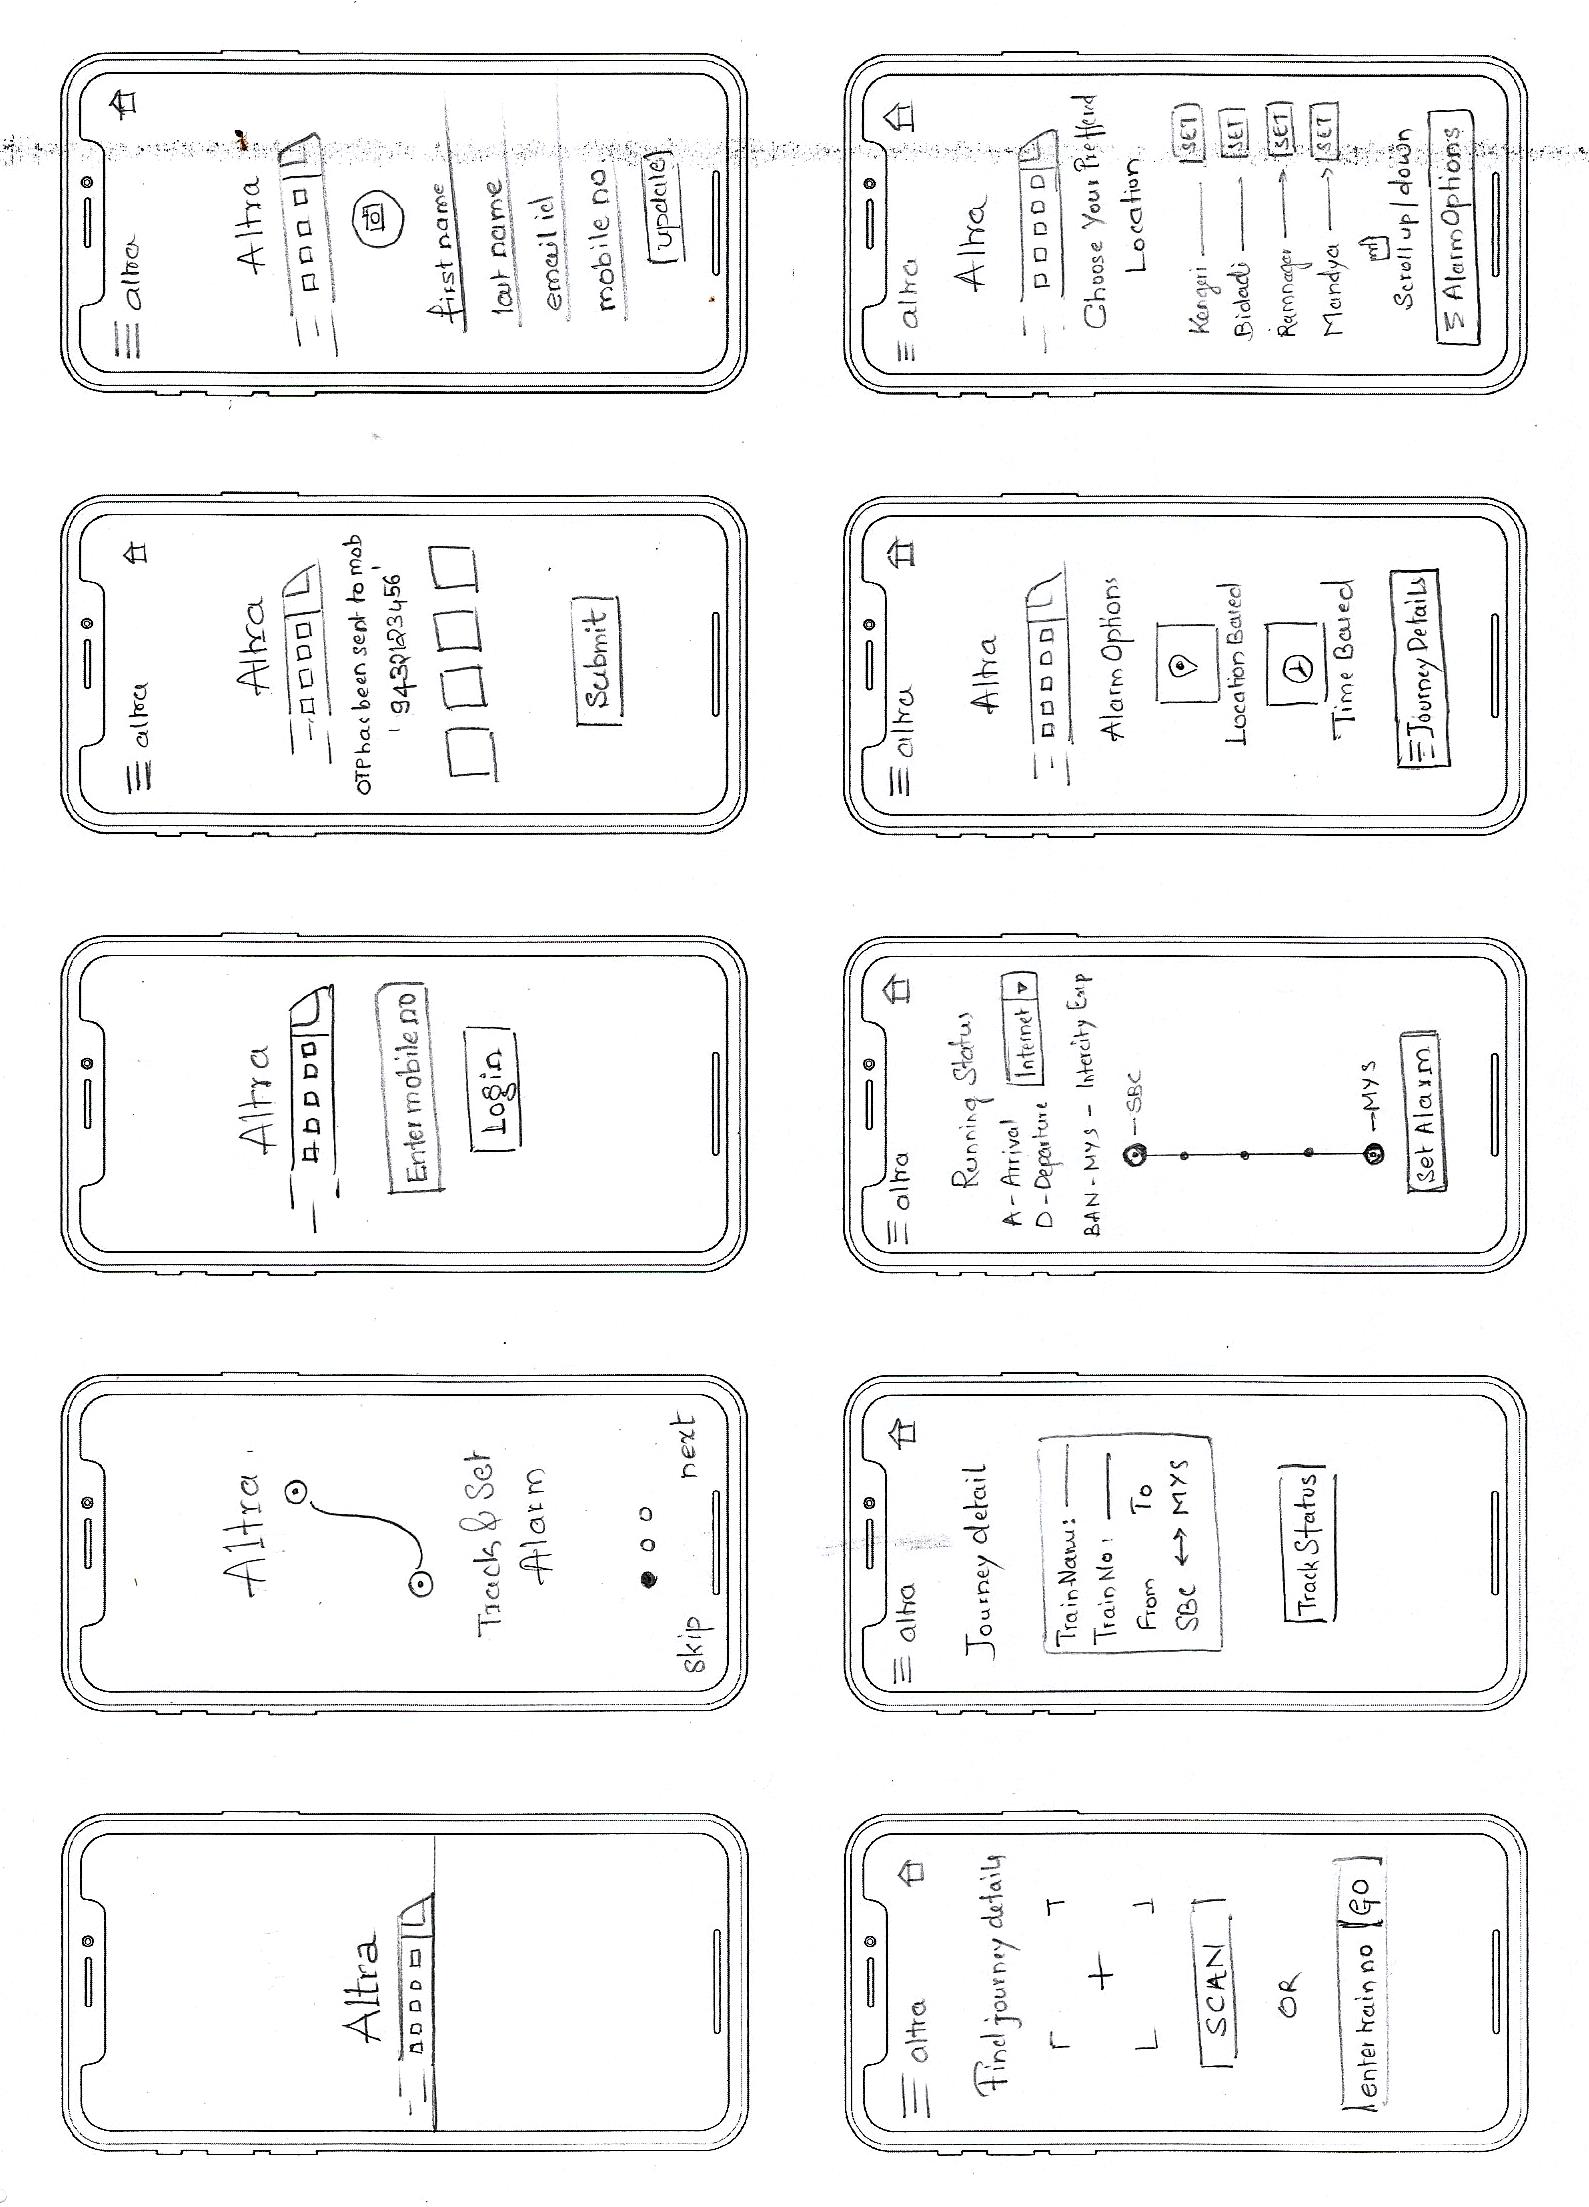 Altra
Altra
Track & Set
Alarm
skip
next
Altra
Enter mobile no
Login
altra
Altra
OTP has been sent to mob
'9432123456'
Submit
altra
Altra
first name
last name
email id
mobile no.
update
altra
Find journey details
SCAN
OR
enter train no GO
altra
Journey detail
Train Name:
Train No:
From To
SBC ↔ MYS
Track Status
altra
Running Status
A - Arrival
D - Departure
Internet
BAN - MYS - Intercity Exp
SBC
MYS
Set Alarm
altra
Altra
Alarm Options
Location Based
Time Based
Journey Details
altra
Altra
Choose Your Prefferd
Location
Kengeri SET
Bidadi SET
Ramnagar → SET
Mandya → SET
Scroll up/down
Alarm Options